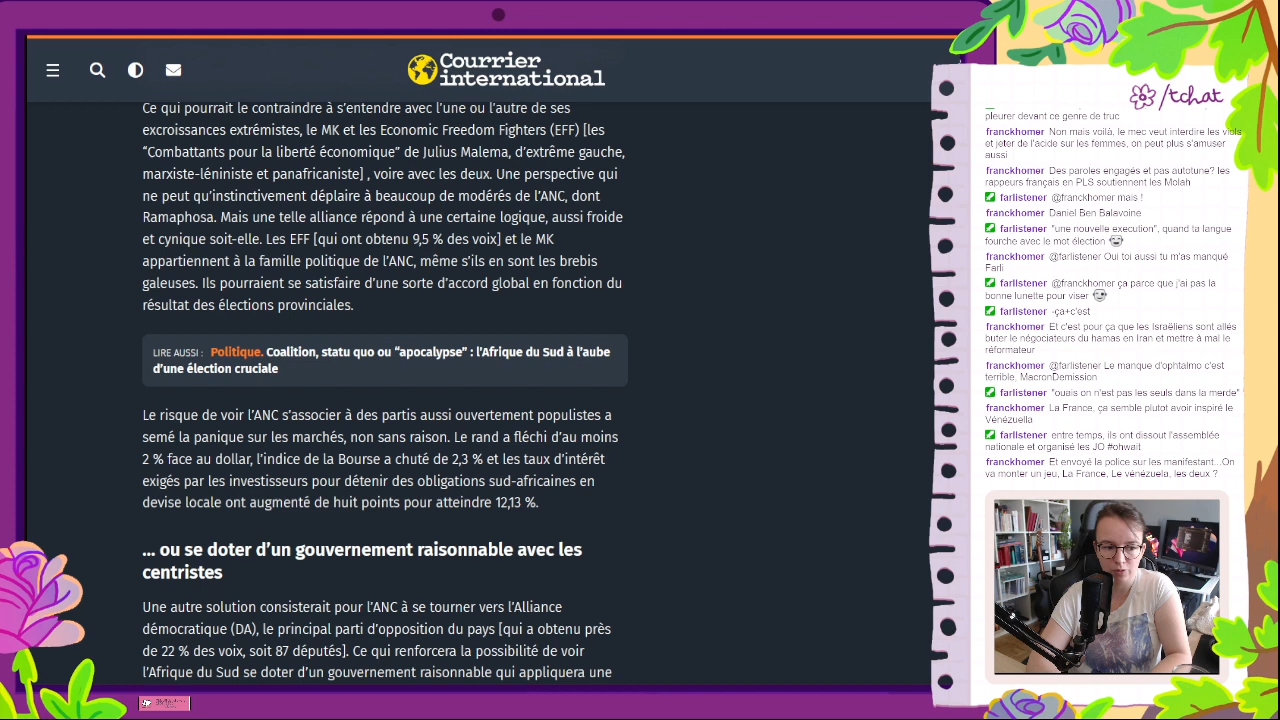 Courrier
international
Ce qui pourrait le contraindre à s’entendre avec l’une ou l’autre de ses
excroissances extrémistes, le MK et les Economic Freedom Fighters (EFF) [les
“Combattants pour la liberté économique” de Julius Malema, d’extrême gauche,
marxiste-léniniste et panafricaniste] , voire avec les deux. Une perspective qui
ne peut qu’instinctivement déplaire à beaucoup de modérés de l’ANC, dont
Ramaphosa. Mais une telle alliance répond à une certaine logique, aussi froide
et cynique soit-elle. Les EFF [qui ont obtenu 9,5 % des voix] et le MK
appartiennent à la famille politique de l’ANC, même s’ils en sont les brebis
galeuses. Ils pourraient se satisfaire d’une sorte d’accord global en fonction du
résultat des élections provinciales.
LIRE AUSSI : Politique. Coalition, statu quo ou “apocalypse” : l’Afrique du Sud à l’aube
d’une élection cruciale
Le risque de voir l’ANC s’associer à des partis aussi ouvertement populistes a
semé la panique sur les marchés, non sans raison. Le rand a fléchi d’au moins
2 % face au dollar, l’indice de la Bourse a chuté de 2,3 % et les taux d’intérêt
exigés par les investisseurs pour détenir des obligations sud-africaines en
devise locale ont augmenté de huit points pour atteindre 12,13 %.
... ou se doter d’un gouvernement raisonnable avec les
centristes
Une autre solution consisterait pour l’ANC à se tourner vers l’Alliance
démocratique (DA), le principal parti d’opposition du pays [qui a obtenu près
de 22 % des voix, soit 87 députés]. Ce qui renforcera la possibilité de voir
l’Afrique du Sud se doter d’un gouvernement raisonnable qui appliquera une
/tchat
pleurer devant ce genre de truc
franckhomer Non mais voilà, le mec veut interdire les viols
et jeter de l'acide sur les femmes, on peut plus s'amuser
aussi
franckhomer Des paroles engagés et pas autotune? les
rappeurs français en PLS soutiennent les Molah
farlistener @franckhomer mais !
franckhomer Daniel Ben Balavoine
farlistener "une nouvelle execution", quand ta langue
fourche avec le mot élection
franckhomer @farlistener Oui toi aussi tu m'as manqué
Farli
farlistener @franckhomer ça parce que j'ai pas la
bonne lunette pour viser
farlistener -ça+c'est
franckhomer Et c'est pour ça que les Israéliens sont allés
buter le négociateurs du hamas en Iran et mettre à mal le
réformateur
franckhomer @farlistener Le manque d'ophtalmo c'est
terrible, MacronDemission
farlistener "ouais on n'est pas les seuls dans la merde"
franckhomer La France, ça semble plutot avoir inspiré le
Vénézuella
farlistener entre temps, ils ont dissout l'assemblée
nationale et organisé les JO #ohwait
franckhomer Et envoyé la police sur les manifestant...On
va monter un jeu, La France, Le vénézuela, les deux ?